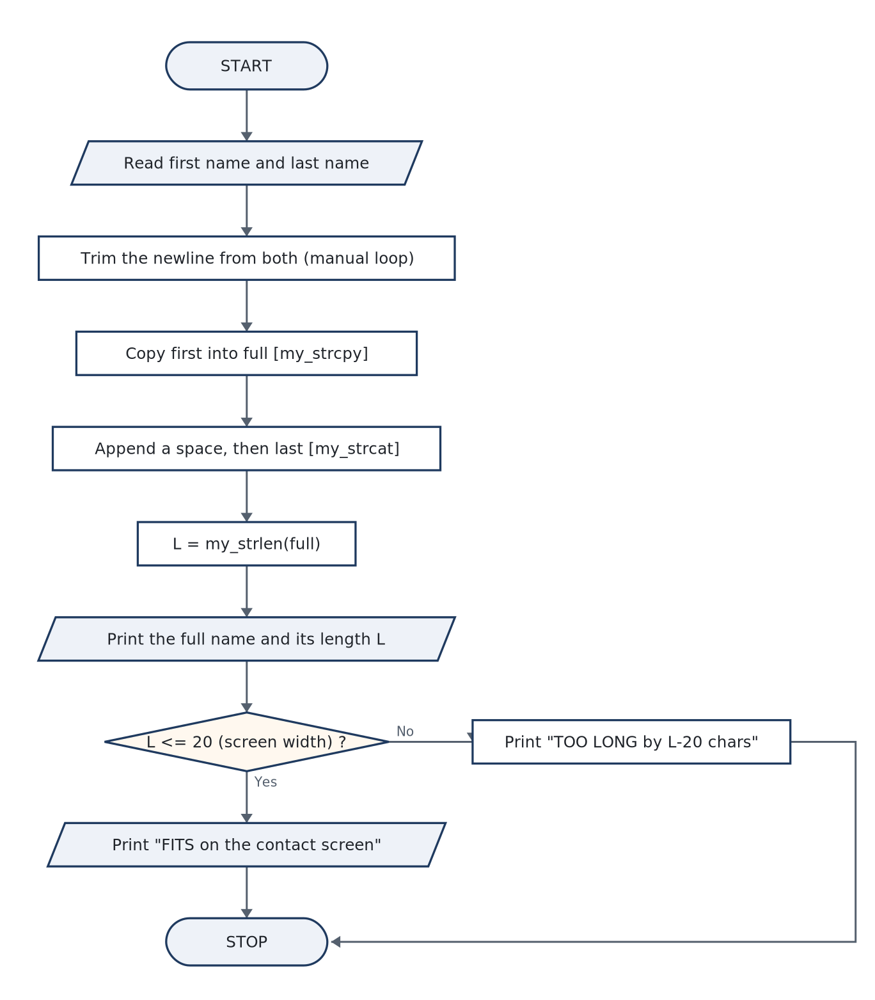 START
Read first name and last name
Trim the newline from both (manual loop)
Copy first into full [my_strcpy]
Append a space, then last [my_strcat]
L = my_strlen(full)
Print the full name and its length L
L <= 20 (screen width) ?
No
Print "TOO LONG by L-20 chars"
Yes
Print "FITS on the contact screen"
STOP